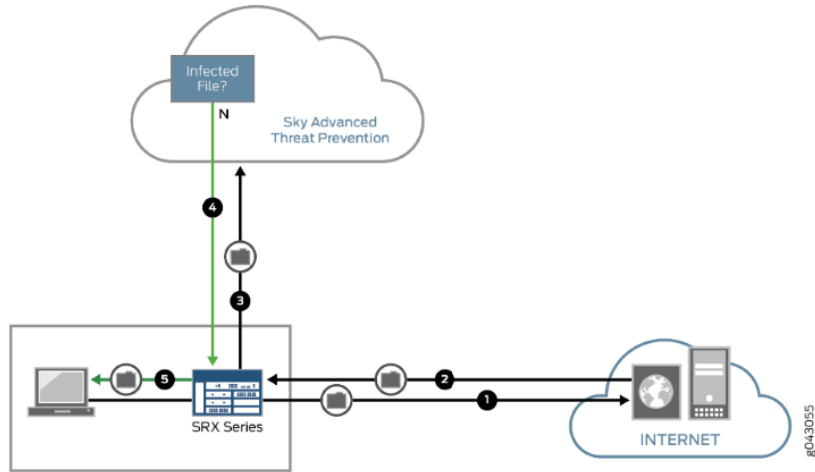 Infected
File?
N
Sky Advanced
Threat Prevention
4
3
5
2
1
SRX Series
INTERNET
g043055